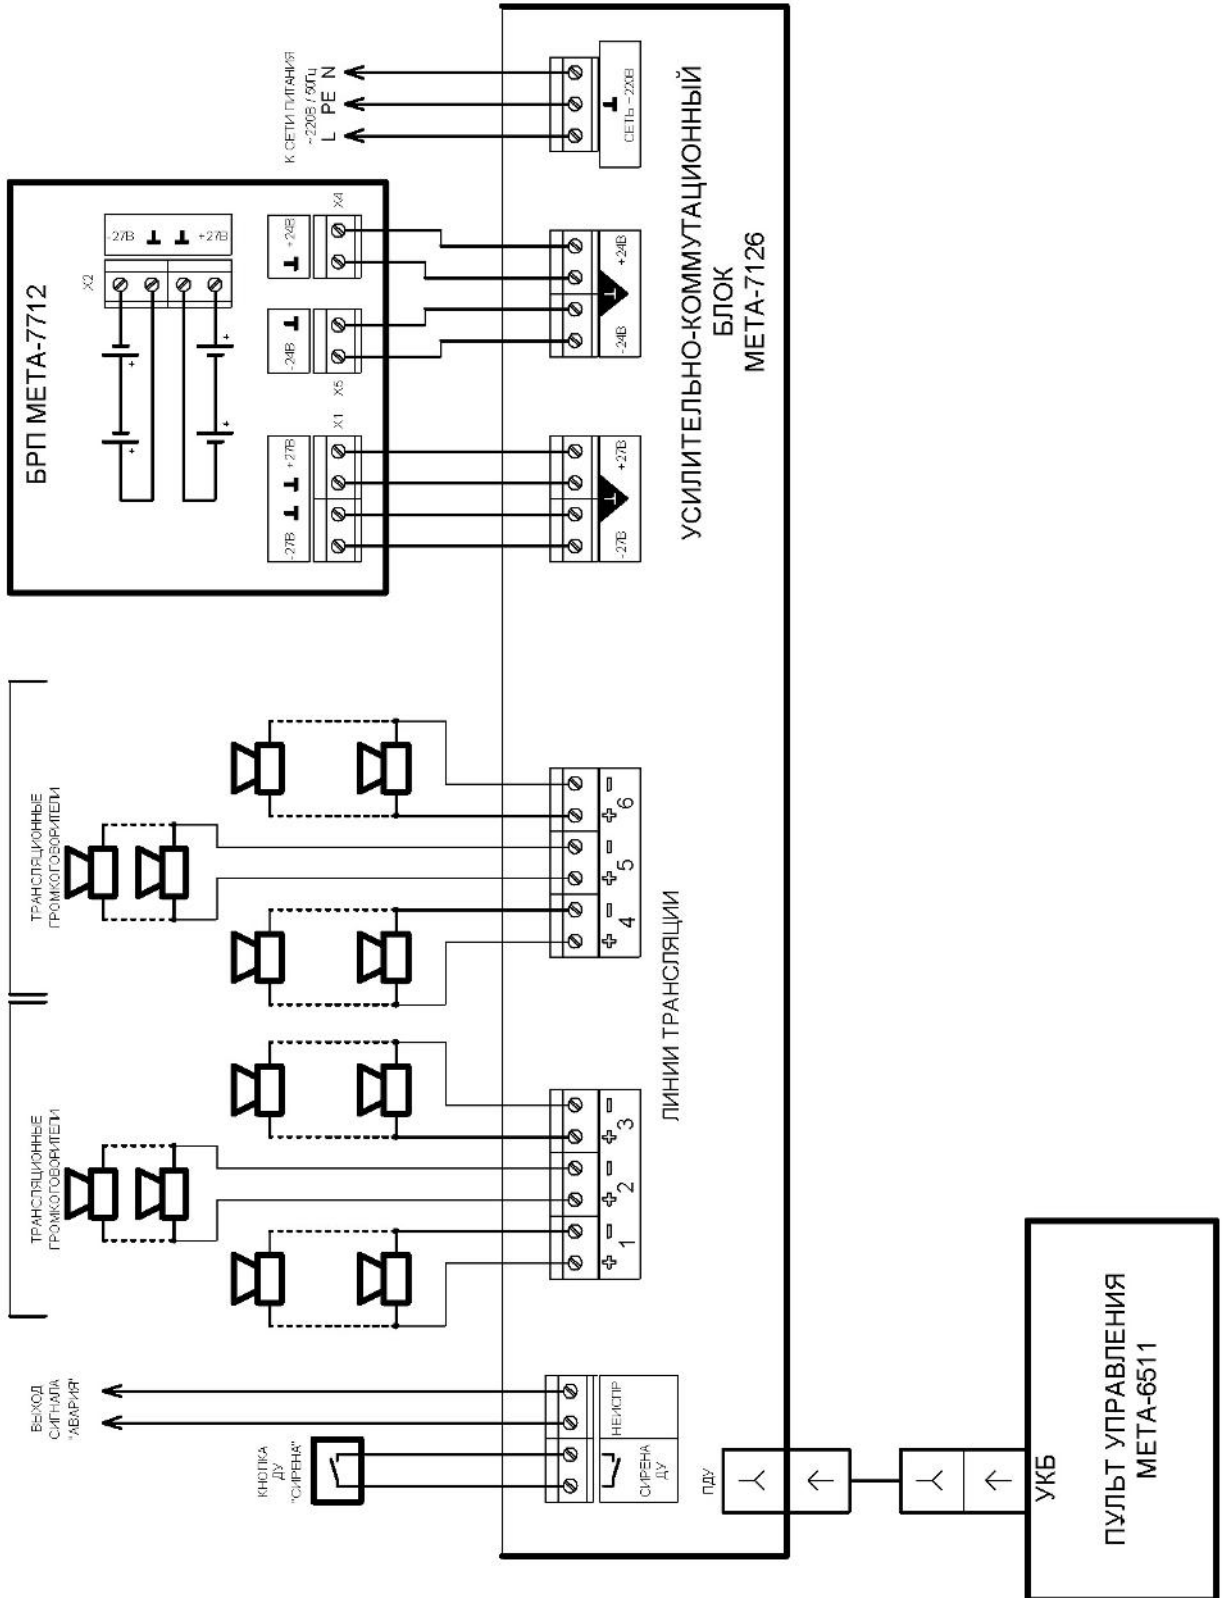 ВЫХОД
СИГНАЛА
"АВАРИЯ"
КНОПКА
ДУ
"СИРЕНА"
СИРЕНА
ДУ
НЕИСПР
ТРАНСЛЯЦИОННЫЕ
ГРОМКОГОВОРИТЕЛИ
ТРАНСЛЯЦИОННЫЕ
ГРОМКОГОВОРИТЕЛИ
+ - + - + -
1 2 3
+ - + - + -
4 5 6
ЛИНИИ ТРАНСЛЯЦИИ
БРП МЕТА-7712
X2
-27В ⊥ ⊥ +27В
-27В ⊥ ⊥ +27В
X1
-24В ⊥
X5
⊥ +24В
X4
-27В ⊥ +27В
-24В ⊥ +24В
К СЕТИ ПИТАНИЯ
~220В / 50Гц
L PE N
СЕТЬ ~220В
УСИЛИТЕЛЬНО-КОММУТАЦИОННЫЙ
БЛОК
МЕТА-7126
ПДУ
УКБ
ПУЛЬТ УПРАВЛЕНИЯ
МЕТА-6511